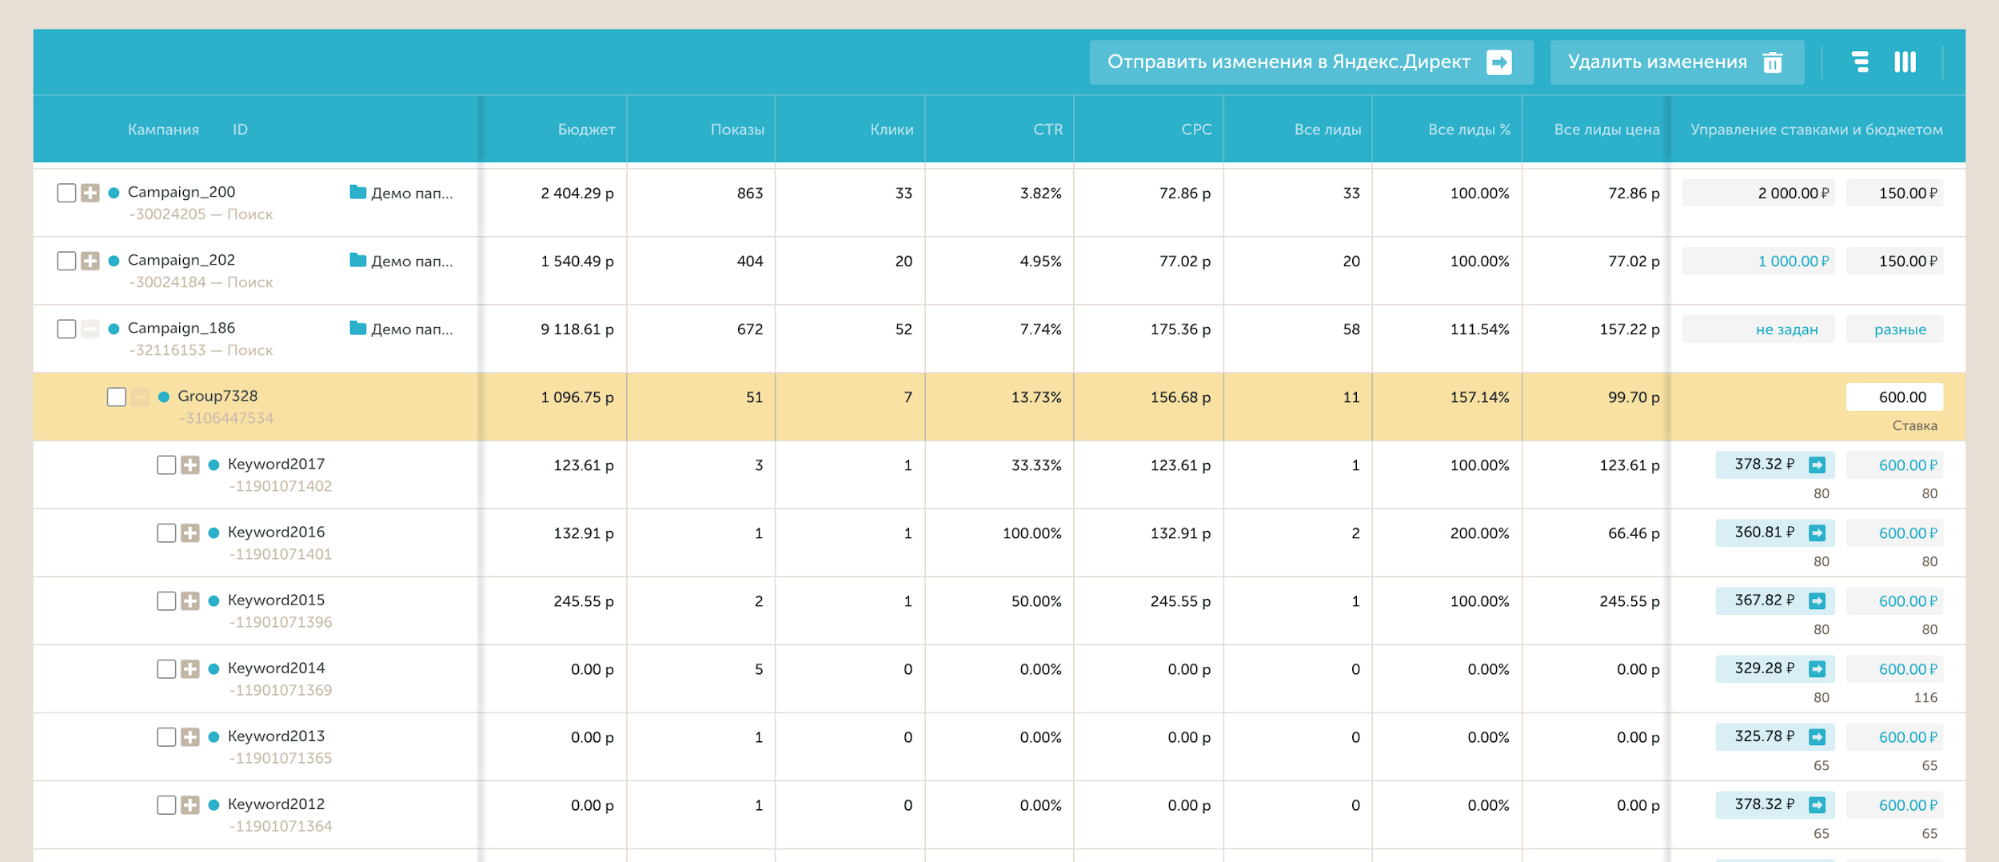 Отправить изменения в Яндекс.Директ
Удалить изменения
Кампания ID Бюджет Показы Клики CTR CPC Все лиды Все лиды % Все лиды цена Управление ставками и бюджетом
Campaign_200 Демо пап... 2 404.29 р 863 33 3.82% 72.86 р 33 100.00% 72.86 р 2 000.00 ₽ 150.00 ₽
-30024205 — Поиск
Campaign_202 Демо пап... 1 540.49 р 404 20 4.95% 77.02 р 20 100.00% 77.02 р 1 000.00 ₽ 150.00 ₽
-30024184 — Поиск
Campaign_186 Демо пап... 9 118.61 р 672 52 7.74% 175.36 р 58 111.54% 157.22 р не задан разные
-32116153 — Поиск
Group7328 1 096.75 р 51 7 13.73% 156.68 р 11 157.14% 99.70 р 600.00
-3106447534 Ставка
Keyword2017 123.61 р 3 1 33.33% 123.61 р 1 100.00% 123.61 р 378.32 ₽ 600.00 ₽
-11901071402 80 80
Keyword2016 132.91 р 1 1 100.00% 132.91 р 2 200.00% 66.46 р 360.81 ₽ 600.00 ₽
-11901071401 80 80
Keyword2015 245.55 р 2 1 50.00% 245.55 р 1 100.00% 245.55 р 367.82 ₽ 600.00 ₽
-11901071396 80 80
Keyword2014 0.00 р 5 0 0.00% 0.00 р 0 0.00% 0.00 р 329.28 ₽ 600.00 ₽
-11901071369 80 116
Keyword2013 0.00 р 1 0 0.00% 0.00 р 0 0.00% 0.00 р 325.78 ₽ 600.00 ₽
-11901071365 65 65
Keyword2012 0.00 р 1 0 0.00% 0.00 р 0 0.00% 0.00 р 378.32 ₽ 600.00 ₽
-11901071364 65 65